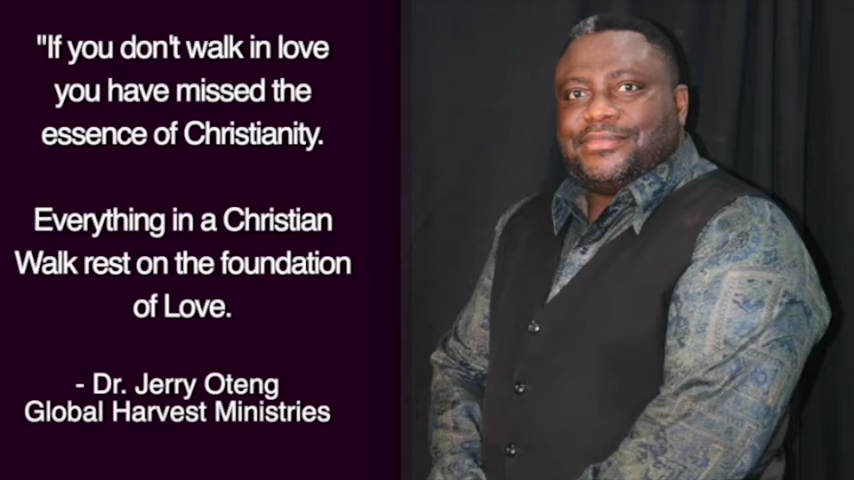 "If you don't walk in love
you have missed the
essence of Christianity.
Everything in a Christian
Walk rest on the foundation
of Love.
- Dr. Jerry Oteng
Global Harvest Ministries